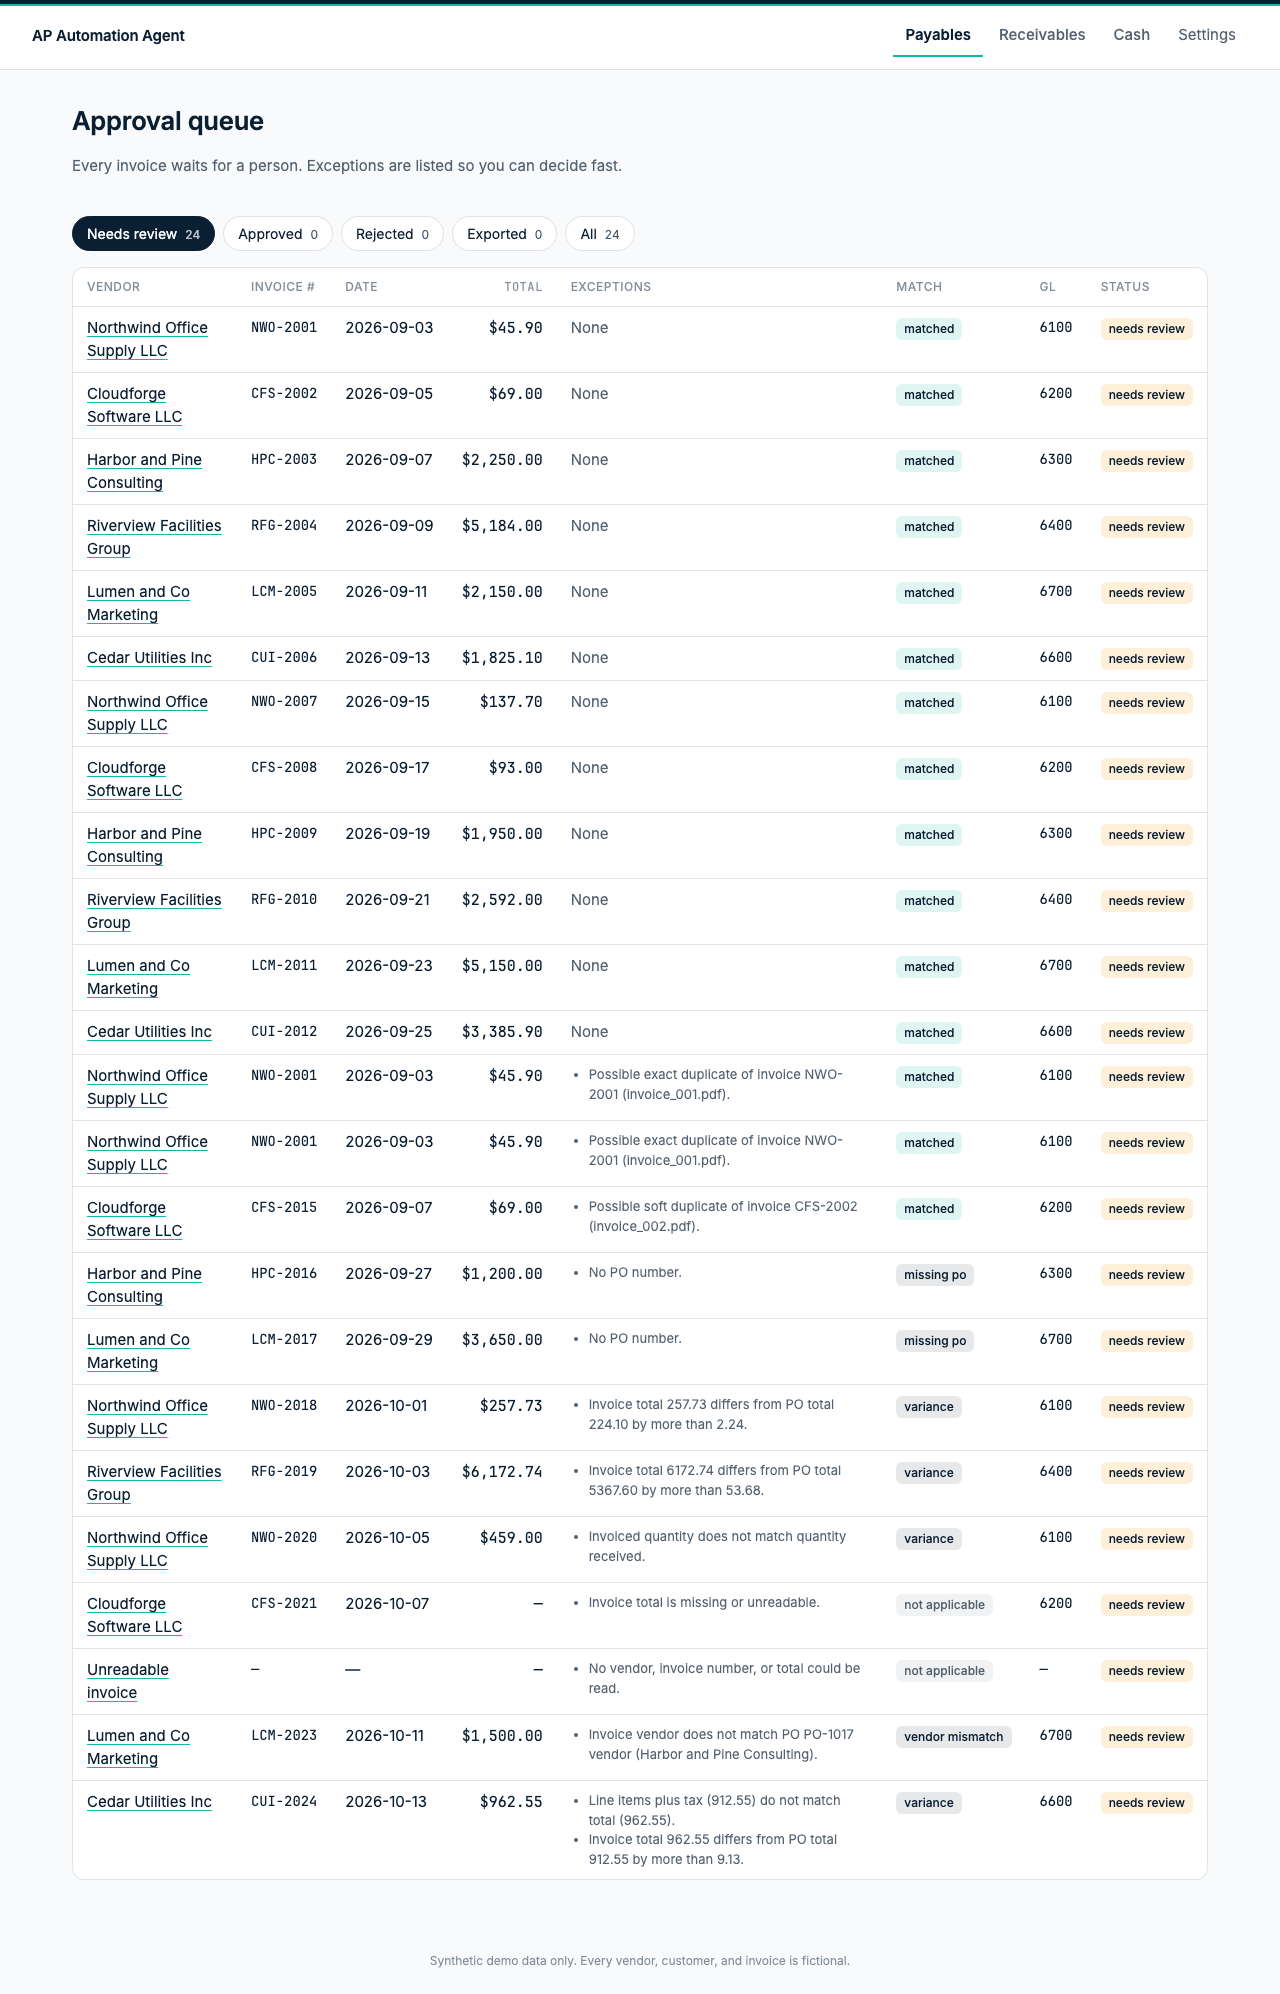 AP Automation Agent
Payables Receivables Cash Settings
Approval queue
Every invoice waits for a person. Exceptions are listed so you can decide fast.
Needs review 24 Approved 0 Rejected 0 Exported 0 All 24
VENDOR INVOICE # DATE TOTAL EXCEPTIONS MATCH GL STATUS
Northwind Office NWO-2001 2026-09-03 $45.90 None matched 6100 needs review
Supply LLC
Cloudforge CFS-2002 2026-09-05 $69.00 None matched 6200 needs review
Software LLC
Harbor and Pine HPC-2003 2026-09-07 $2,250.00 None matched 6300 needs review
Consulting
Riverview Facilities RFG-2004 2026-09-09 $5,184.00 None matched 6400 needs review
Group
Lumen and Co LCM-2005 2026-09-11 $2,150.00 None matched 6700 needs review
Marketing
Cedar Utilities Inc CUI-2006 2026-09-13 $1,825.10 None matched 6600 needs review
Northwind Office NWO-2007 2026-09-15 $137.70 None matched 6100 needs review
Supply LLC
Cloudforge CFS-2008 2026-09-17 $93.00 None matched 6200 needs review
Software LLC
Harbor and Pine HPC-2009 2026-09-19 $1,950.00 None matched 6300 needs review
Consulting
Riverview Facilities RFG-2010 2026-09-21 $2,592.00 None matched 6400 needs review
Group
Lumen and Co LCM-2011 2026-09-23 $5,150.00 None matched 6700 needs review
Marketing
Cedar Utilities Inc CUI-2012 2026-09-25 $3,385.90 None matched 6600 needs review
Northwind Office NWO-2001 2026-09-03 $45.90 • Possible exact duplicate of invoice NWO- matched 6100 needs review
Supply LLC 2001 (invoice_001.pdf).
Northwind Office NWO-2001 2026-09-03 $45.90 • Possible exact duplicate of invoice NWO- matched 6100 needs review
Supply LLC 2001 (invoice_001.pdf).
Cloudforge CFS-2015 2026-09-07 $69.00 • Possible soft duplicate of invoice CFS-2002 matched 6200 needs review
Software LLC (invoice_002.pdf).
Harbor and Pine HPC-2016 2026-09-27 $1,200.00 • No PO number. missing po 6300 needs review
Consulting
Lumen and Co LCM-2017 2026-09-29 $3,650.00 • No PO number. missing po 6700 needs review
Marketing
Northwind Office NWO-2018 2026-10-01 $257.73 • Invoice total 257.73 differs from PO total variance 6100 needs review
Supply LLC 224.10 by more than 2.24.
Riverview Facilities RFG-2019 2026-10-03 $6,172.74 • Invoice total 6172.74 differs from PO total variance 6400 needs review
Group 5367.60 by more than 53.68.
Northwind Office NWO-2020 2026-10-05 $459.00 • Invoiced quantity does not match quantity variance 6100 needs review
Supply LLC received.
Cloudforge CFS-2021 2026-10-07 — • Invoice total is missing or unreadable. not applicable 6200 needs review
Software LLC
Unreadable — — — • No vendor, invoice number, or total could be not applicable — needs review
invoice read.
Lumen and Co LCM-2023 2026-10-11 $1,500.00 • Invoice vendor does not match PO PO-1017 vendor mismatch 6700 needs review
Marketing vendor (Harbor and Pine Consulting).
Cedar Utilities Inc CUI-2024 2026-10-13 $962.55 • Line items plus tax (912.55) do not match variance 6600 needs review
total (962.55).
• Invoice total 962.55 differs from PO total
912.55 by more than 9.13.
Synthetic demo data only. Every vendor, customer, and invoice is fictional.